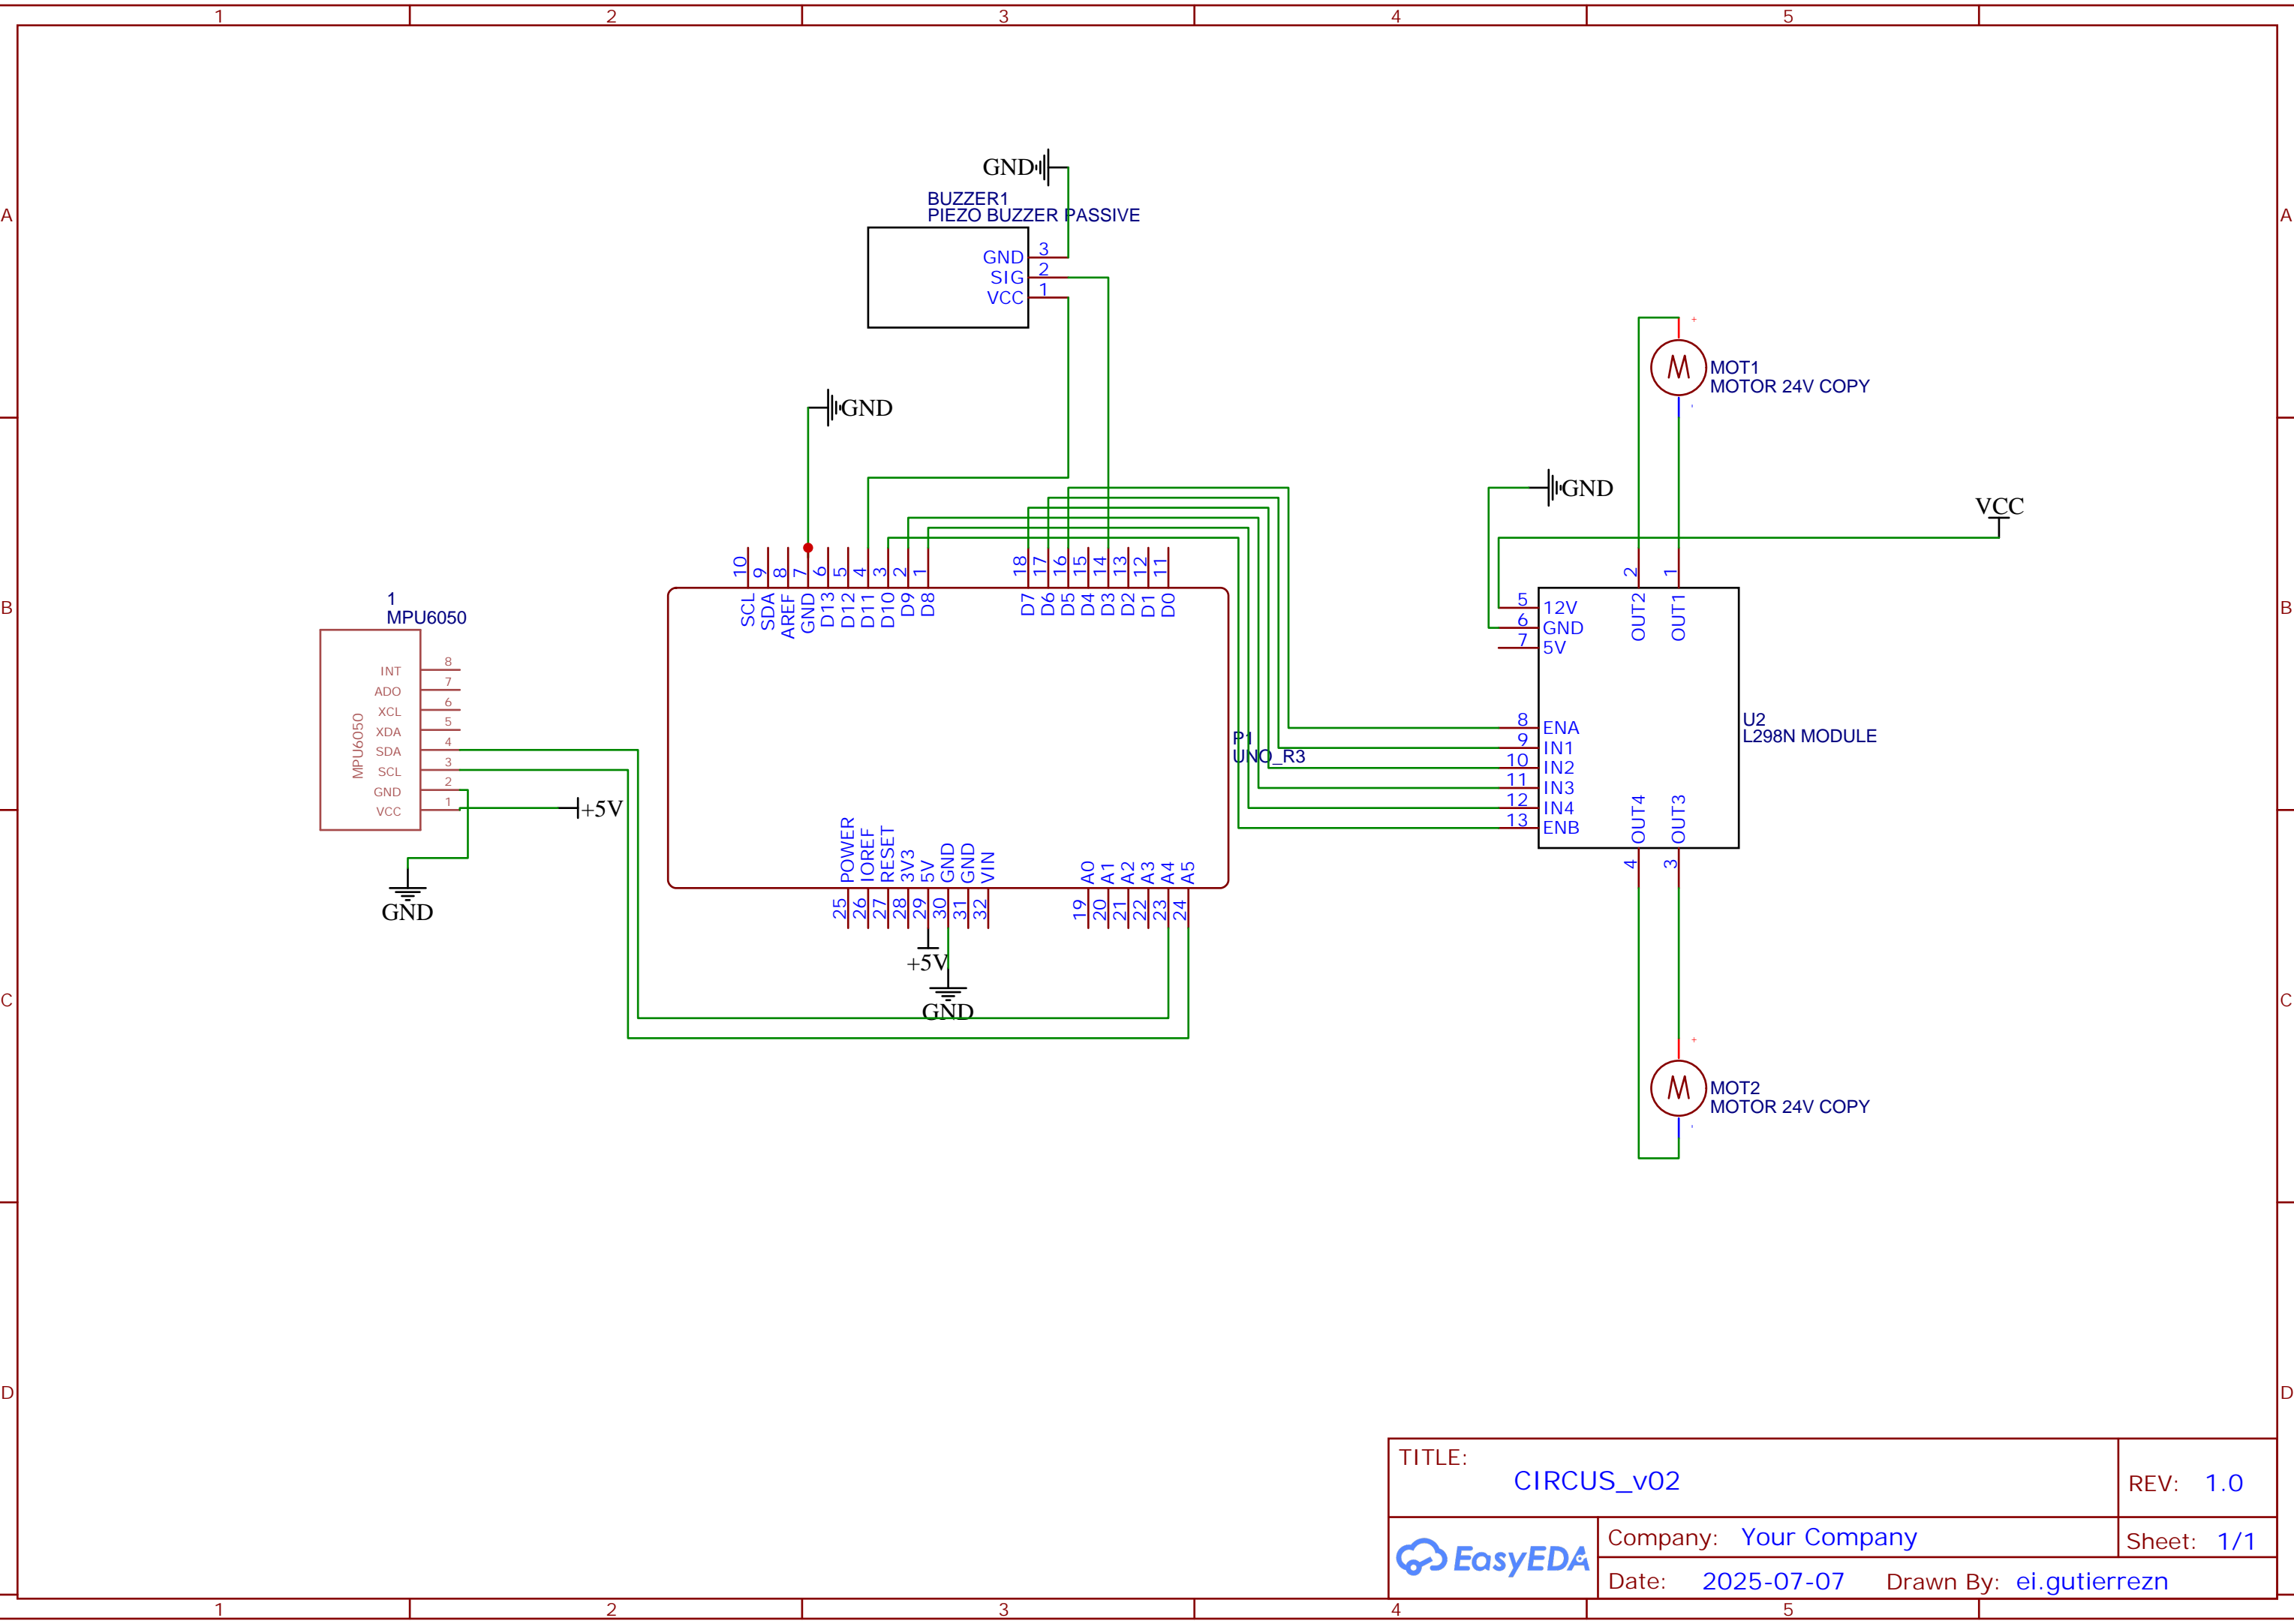 1 2 3 4 5
A A
B B
C C
D D
1 2 3 4 5
GND
BUZZER1
PIEZO BUZZER PASSIVE
GND 3
SIG 2
VCC 1
GND
+
MOT1
MOTOR 24V COPY
-
GND
VCC
10 9 8 7 6 5 4 3 2 1 18 17 16 15 14 13 12 11
SCL SDA AREF GND D13 D12 D11 D10 D9 D8 D7 D6 D5 D4 D3 D2 D1 D0
1
MPU6050
MPU6050
INT 8
ADO 7
XCL 6
XDA 5
SDA 4
SCL 3
GND 2
VCC 1
+5V
GND
P1
UNO_R3
POWER IOREF RESET 3V3 5V GND GND VIN A0 A1 A2 A3 A4 A5
25 26 27 28 29 30 31 32 19 20 21 22 23 24
+5V
GND
2 1
OUT2 OUT1
5 12V
6 GND
7 5V
8 ENA
9 IN1
10 IN2
11 IN3
12 IN4
13 ENB
U2
L298N MODULE
OUT4 OUT3
4 3
+
MOT2
MOTOR 24V COPY
-
TITLE:
CIRCUS_v02
REV: 1.0
EasyEDA
Company: Your Company
Sheet: 1/1
Date: 2025-07-07 Drawn By: ei.gutierrezn